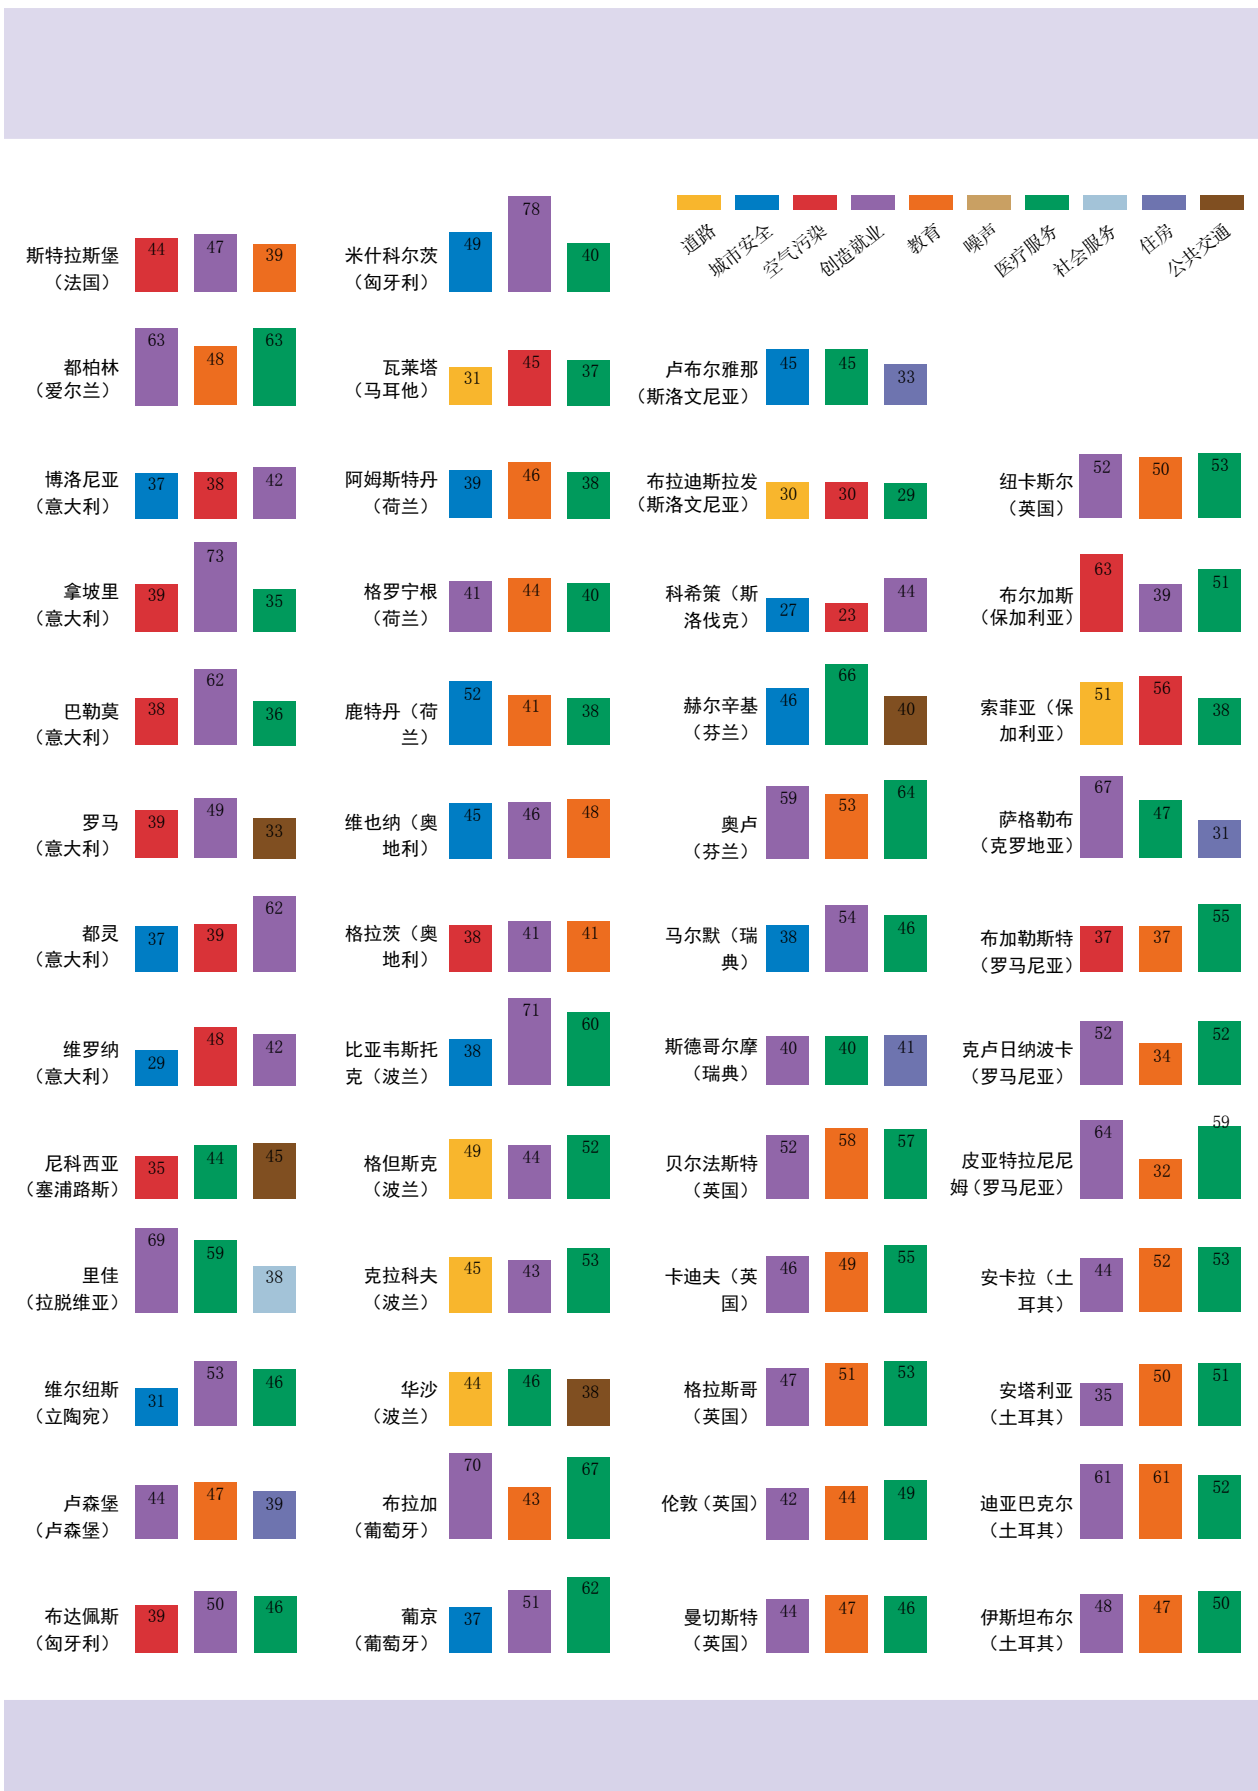 道路
城市安全
空气污染
创造就业
教育
噪声
医疗服务
社会服务
住房
公共交通
44 47 39
斯特拉斯堡
（法国）
63 48 63
都柏林
（爱尔兰）
37 38 42
博洛尼亚
（意大利）
39 73 35
拿坡里
（意大利）
38 62 36
巴勒莫
（意大利）
39 49 33
罗马
（意大利）
37 39 62
都灵
（意大利）
29 48 42
维罗纳
（意大利）
35 44 45
尼科西亚
（塞浦路斯）
69 59 38
里佳
（拉脱维亚）
31 53 46
维尔纽斯
（立陶宛）
44 47 39
卢森堡
（卢森堡）
39 50 46
布达佩斯
（匈牙利）
49 78 40
米什科尔茨
（匈牙利）
31 45 37
瓦莱塔
（马耳他）
39 46 38
阿姆斯特丹
（荷兰）
41 44 40
格罗宁根
（荷兰）
52 41 38
鹿特丹（荷
兰）
45 46 48
维也纳（奥
地利）
38 41 41
格拉茨（奥
地利）
38 71 60
比亚韦斯托
克（波兰）
49 44 52
格但斯克
（波兰）
45 43 53
克拉科夫
（波兰）
44 46 38
华沙
（波兰）
70 43 67
布拉加
（葡萄牙）
37 51 62
葡京
（葡萄牙）
45 45 33
卢布尔雅那
（斯洛文尼亚）
30 30 29
布拉迪斯拉发
（斯洛文尼亚）
27 23 44
科希策（斯
洛伐克）
46 66 40
赫尔辛基
（芬兰）
59 53 64
奥卢
（芬兰）
38 54 46
马尔默（瑞
典）
40 40 41
斯德哥尔摩
（瑞典）
52 58 57
贝尔法斯特
（英国）
46 49 55
卡迪夫（英
国）
47 51 53
格拉斯哥
（英国）
42 44 49
伦敦（英国）
44 47 46
曼切斯特
（英国）
52 50 53
纽卡斯尔
（英国）
63 39 51
布尔加斯
（保加利亚）
51 56 38
索菲亚（保
加利亚）
67 47 31
萨格勒布
（克罗地亚）
37 37 55
布加勒斯特
（罗马尼亚）
52 34 52
克卢日纳波卡
（罗马尼亚）
64 32 59
皮亚特拉尼尼
姆（罗马尼亚）
44 52 53
安卡拉（土
耳其）
35 50 51
安塔利亚
（土耳其）
61 61 52
迪亚巴克尔
（土耳其）
48 47 50
伊斯坦布尔
（土耳其）